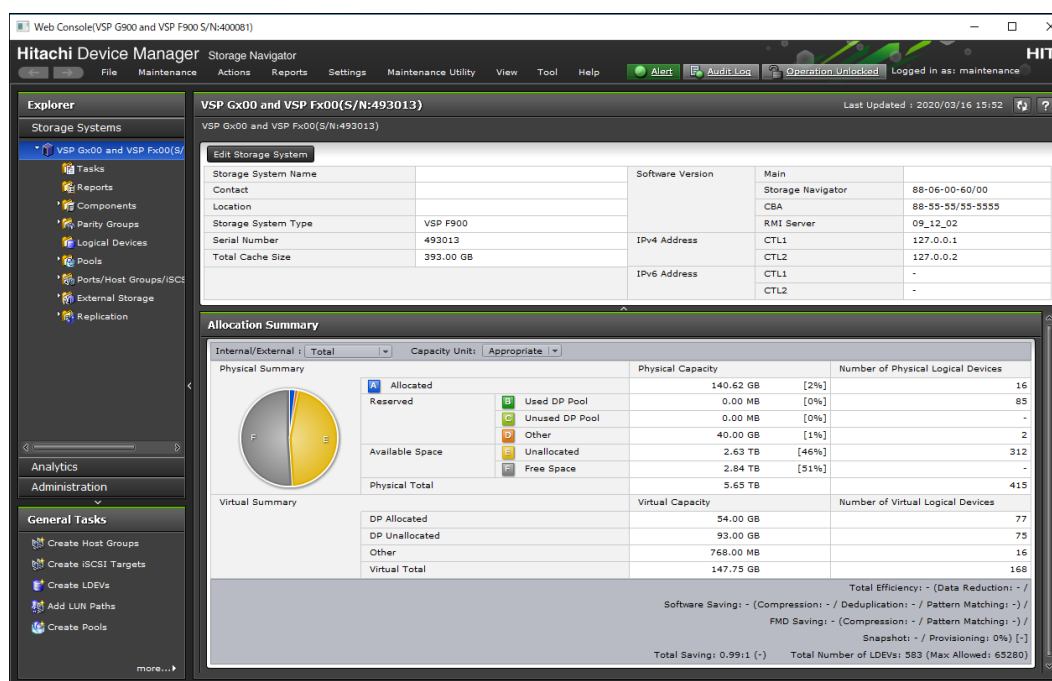 Web Console(VSP G900 and VSP F900 S/N:400081)
Hitachi Device Manager Storage Navigator
HIT
File Maintenance Actions Reports Settings Maintenance Utility View Tool Help Alert Audit Log Operation Unlocked Logged in as: maintenance
Explorer
Storage Systems
VSP Gx00 and VSP Fx00(S/
Tasks
Reports
Components
Parity Groups
Logical Devices
Pools
Ports/Host Groups/iSCS
External Storage
Replication
Analytics
Administration
General Tasks
Create Host Groups
Create iSCSI Targets
Create LDEVs
Add LUN Paths
Create Pools
more...
VSP Gx00 and VSP Fx00(S/N:493013) Last Updated : 2020/03/16 15:52 ?
VSP Gx00 and VSP Fx00(S/N:493013)
Edit Storage System
Storage System Name Software Version Main
Contact Storage Navigator 88-06-00-60/00
Location CBA 88-55-55/55-5555
Storage System Type VSP F900 RMI Server 09_12_02
Serial Number 493013 IPv4 Address CTL1 127.0.0.1
Total Cache Size 393.00 GB CTL2 127.0.0.2
IPv6 Address CTL1 -
CTL2 -
Allocation Summary
Internal/External : Total Capacity Unit: Appropriate
Physical Summary Physical Capacity Number of Physical Logical Devices
A Allocated 140.62 GB [2%] 16
Reserved B Used DP Pool 0.00 MB [0%] 85
C Unused DP Pool 0.00 MB [0%] -
D Other 40.00 GB [1%] 2
Available Space E Unallocated 2.63 TB [46%] 312
F Free Space 2.84 TB [51%] -
Physical Total 5.65 TB 415
F E
Virtual Summary Virtual Capacity Number of Virtual Logical Devices
DP Allocated 54.00 GB 77
DP Unallocated 93.00 GB 75
Other 768.00 MB 16
Virtual Total 147.75 GB 168
Total Efficiency: - (Data Reduction: - /
Software Saving: - (Compression: - / Deduplication: - / Pattern Matching: -) /
FMD Saving: - (Compression: - / Pattern Matching: -) /
Snapshot: - / Provisioning: 0%) [-]
Total Saving: 0.99:1 (-) Total Number of LDEVs: 583 (Max Allowed: 65280)